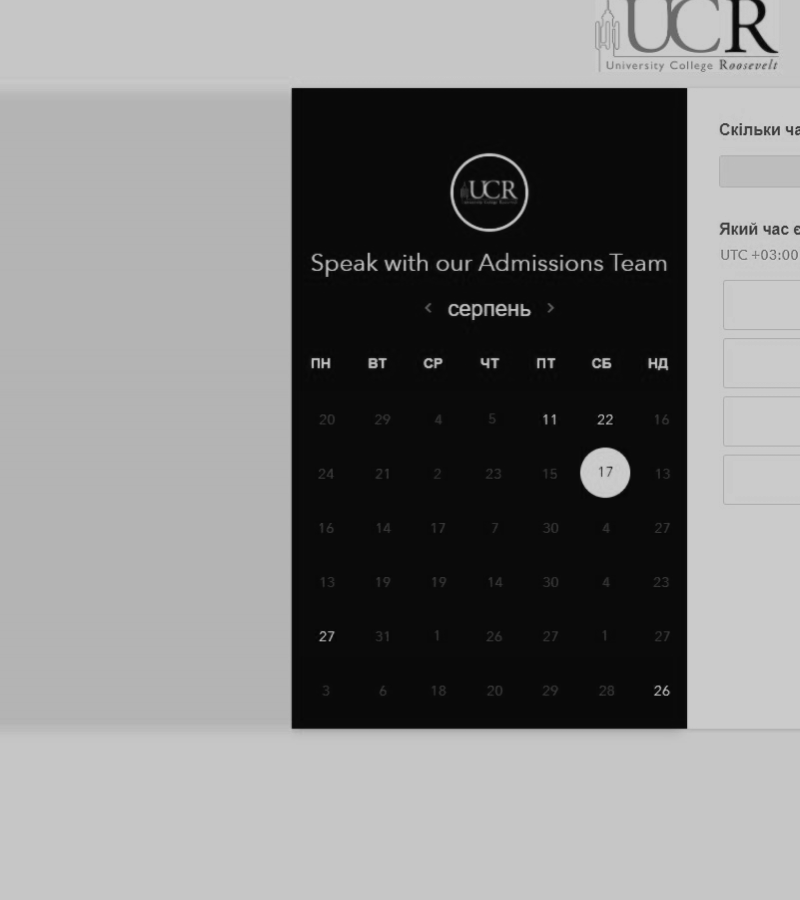 UCR
University College Roosevelt
UCR
Speak with our Admissions Team
< серпень >
ПН ВТ СР ЧТ ПТ СБ НД
20 29 4 5 11 22 16
24 21 2 23 15 17 13
16 14 17 7 30 4 27
13 19 19 14 30 4 23
27 31 1 26 27 1 27
3 6 18 20 29 28 26
Скільки ча
Який час є
UTC +03:00